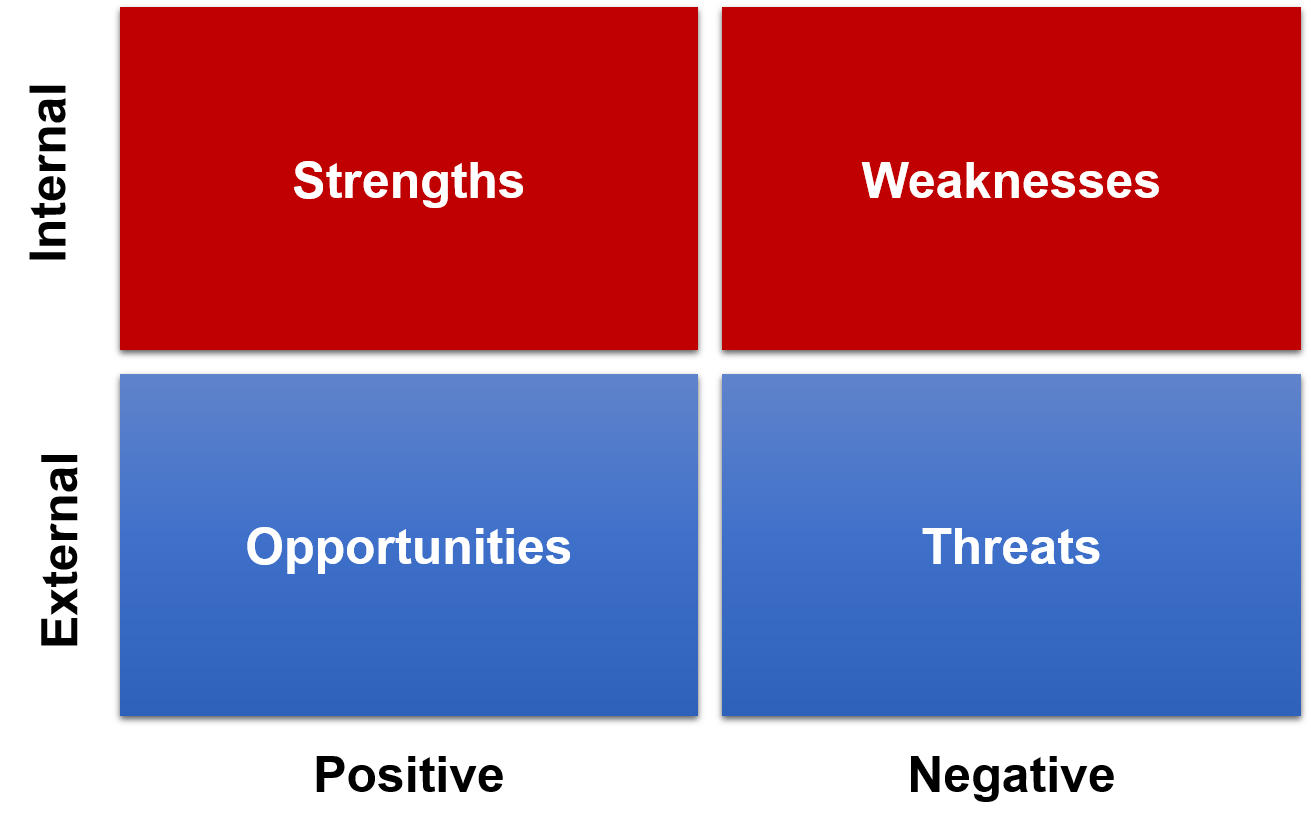 Internal
Strengths
Weaknesses
External
Opportunities
Threats
Positive
Negative